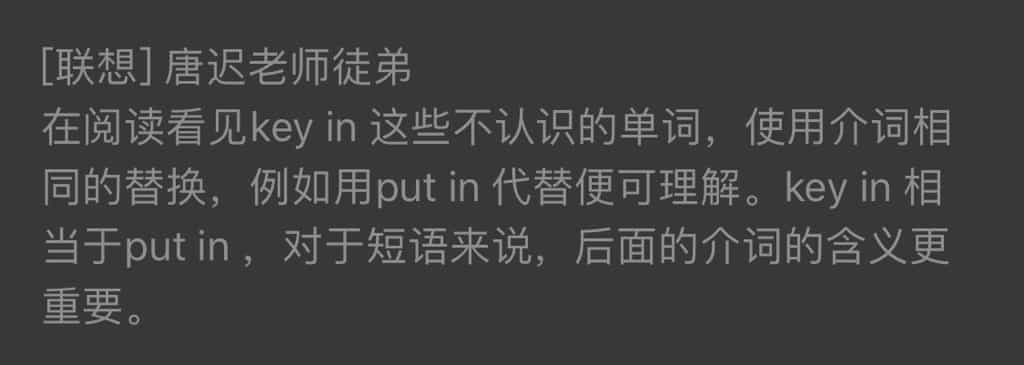 [联想] 唐迟老师徒弟
在阅读看见key in 这些不认识的单词，使用介词相
同的替换，例如用put in 代替便可理解。key in 相
当于put in ，对于短语来说，后面的介词的含义更
重要。